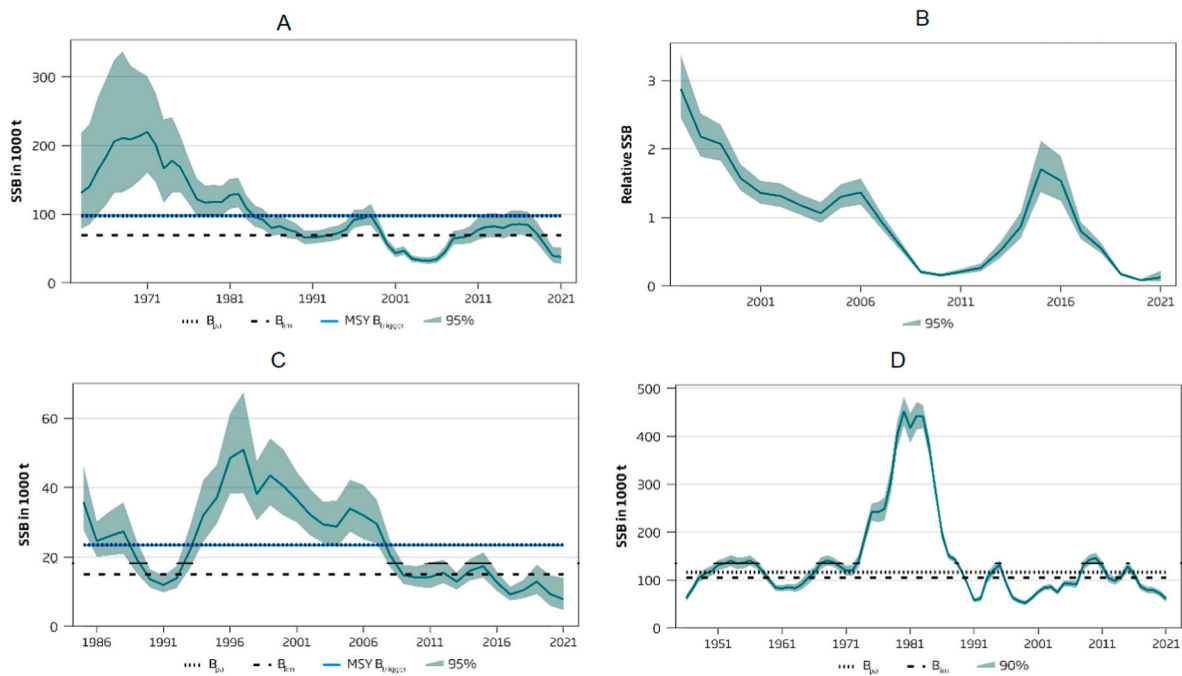 A
SSB in 1000 t
300
200
100
0
1971 1981 1991 2001 2011 2021
Bpa Blim MSY Btrigger 95%
B
Relative SSB
3
2
1
0
2001 2006 2011 2016 2021
95%
C
SSB in 1000 t
60
40
20
0
1986 1991 1996 2001 2006 2011 2016 2021
Bpa Blim MSY Btrigger 95%
D
SSB in 1000 t
500
400
300
200
100
0
1951 1961 1971 1981 1991 2001 2011 2021
Bpa Blim 90%